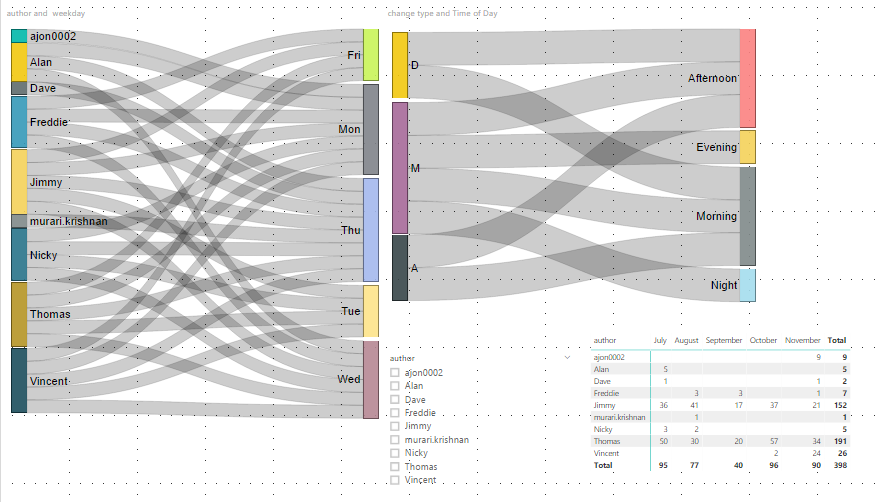 author and weekday
ajon0002
Alan
Dave
Freddie
Jimmy
murari.krishnan
Nicky
Thomas
Vincent
Fri
Mon
Thu
Tue
Wed
change type and Time of Day
D
M
A
Afternoon
Evening
Morning
Night
author
ajon0002
Alan
Dave
Freddie
Jimmy
murari.krishnan
Nicky
Thomas
Vincent
author July August September October November Total
ajon0002 9 9
Alan 5 5
Dave 1 1 2
Freddie 3 3 1 7
Jimmy 36 41 17 37 21 152
murari.krishnan 1 1
Nicky 3 2 5
Thomas 50 30 20 57 34 191
Vincent 2 24 26
Total 95 77 40 96 90 398